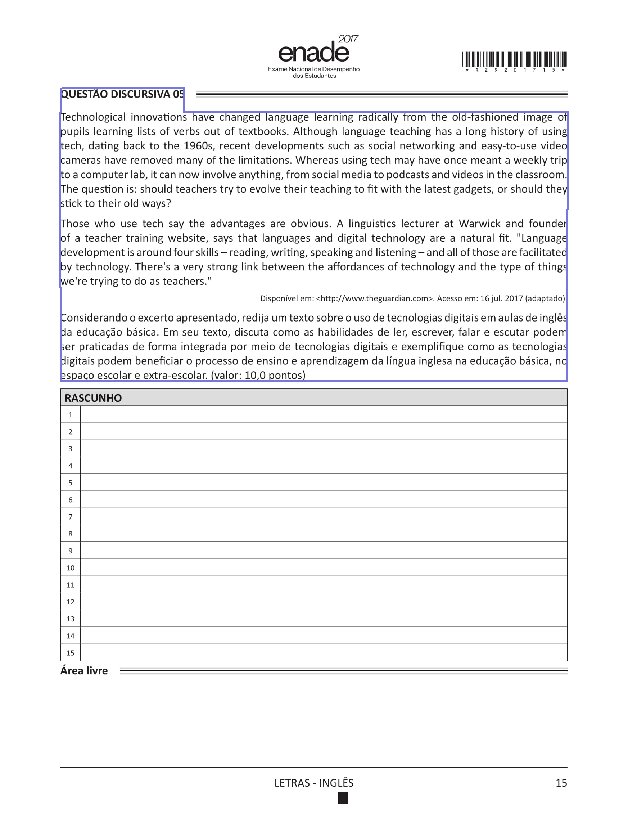 enade 2017
Exame Nacional de Desempenho
dos Estudantes
QUESTÃO DISCURSIVA 05
Technological innovations have changed language learning radically from the old-fashioned image of
pupils learning lists of verbs out of textbooks. Although language teaching has a long history of using
tech, dating back to the 1960s, recent developments such as social networking and easy-to-use video
cameras have removed many of the limitations. Whereas using tech may have once meant a weekly trip
to a computer lab, it can now involve anything, from social media to podcasts and videos in the classroom.
The question is: should teachers try to evolve their teaching to fit with the latest gadgets, or should they
stick to their old ways?
Those who use tech say the advantages are obvious. A linguistics lecturer at Warwick and founder
of a teacher training website, says that languages and digital technology are a natural fit. "Language
development is around four skills – reading, writing, speaking and listening – and all of those are facilitated
by technology. There's a very strong link between the affordances of technology and the type of things
we're trying to do as teachers."
Disponível em: <http://www.theguardian.com>. Acesso em: 16 jul. 2017 (adaptado).
Considerando o excerto apresentado, redija um texto sobre o uso de tecnologias digitais em aulas de inglês
da educação básica. Em seu texto, discuta como as habilidades de ler, escrever, falar e escutar podem
ser praticadas de forma integrada por meio de tecnologias digitais e exemplifique como as tecnologias
digitais podem beneficiar o processo de ensino e aprendizagem da língua inglesa na educação básica, no
espaço escolar e extra-escolar. (valor: 10,0 pontos)
RASCUNHO
1
2
3
4
5
6
7
8
9
10
11
12
13
14
15
Área livre
LETRAS - INGLÊS 15